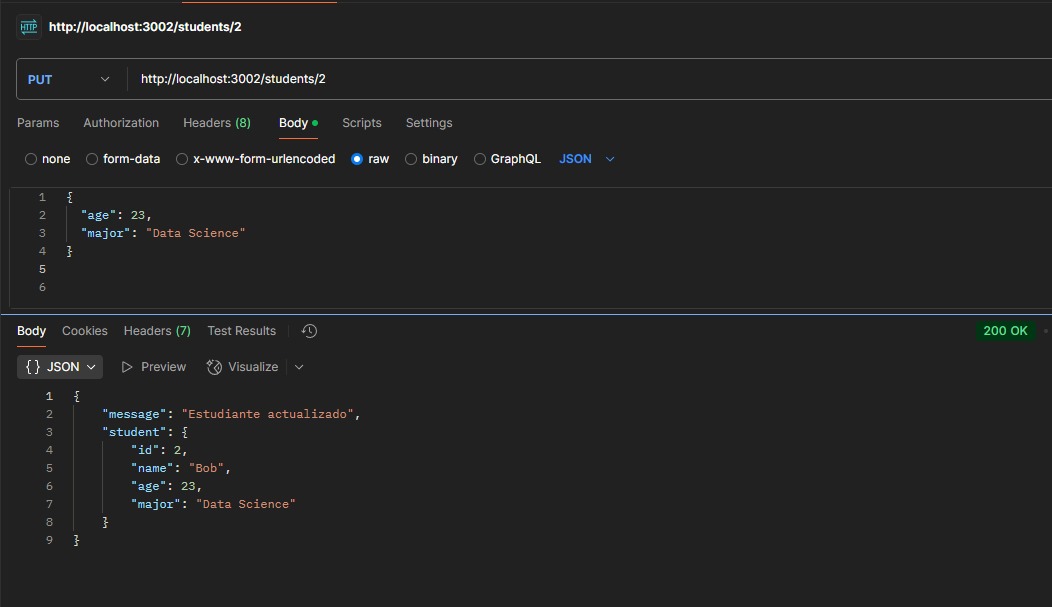 HTTP http://localhost:3002/students/2
PUT http://localhost:3002/students/2
Params Authorization Headers (8) Body Scripts Settings
none form-data x-www-form-urlencoded raw binary GraphQL JSON
1 {
2 "age": 23,
3 "major": "Data Science"
4 }
5
6
Body Cookies Headers (7) Test Results 200 OK
{} JSON Preview Visualize
1 {
2 "message": "Estudiante actualizado",
3 "student": {
4 "id": 2,
5 "name": "Bob",
6 "age": 23,
7 "major": "Data Science"
8 }
9 }